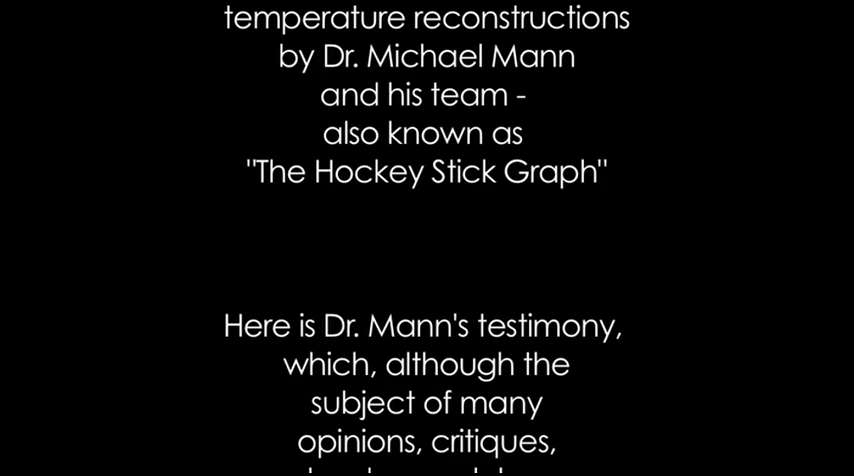 temperature reconstructions
by Dr. Michael Mann
and his team -
also known as
"The Hockey Stick Graph"
Here is Dr. Mann's testimony,
which, although the
subject of many
opinions, critiques,